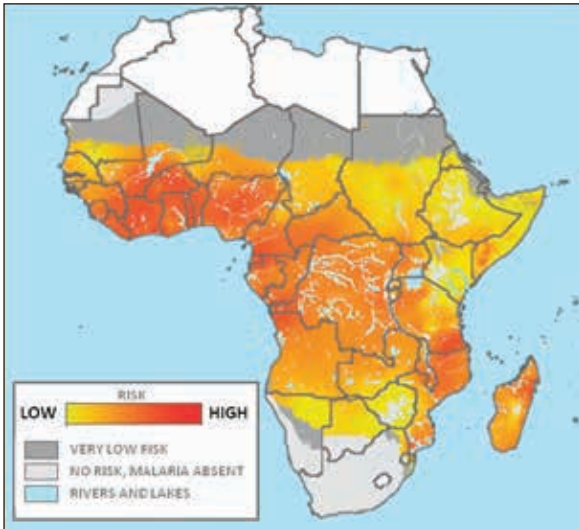 RISK
LOW HIGH
VERY LOW RISK
NO RISK, MALARIA ABSENT
RIVERS AND LAKES